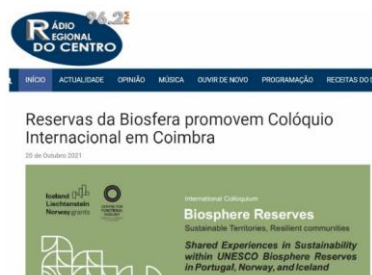 96.2
RÁDIO
REGIONAL
DO CENTRO
INÍCIO ACTUALIDADE OPINIÃO MÚSICA OUVIR DE NOVO PROGRAMAÇÃO RECEITAS DO
Reservas da Biosfera promovem Colóquio
Internacional em Coimbra
20 de Outubro 2021
Iceland
Liechtenstein
Norway grants
International Colloquium
Biosphere Reserves
Sustainable Territories, Resilient communities
Shared Experiences in Sustainability
within UNESCO Biosphere Reserves
in Portugal, Norway, and Iceland